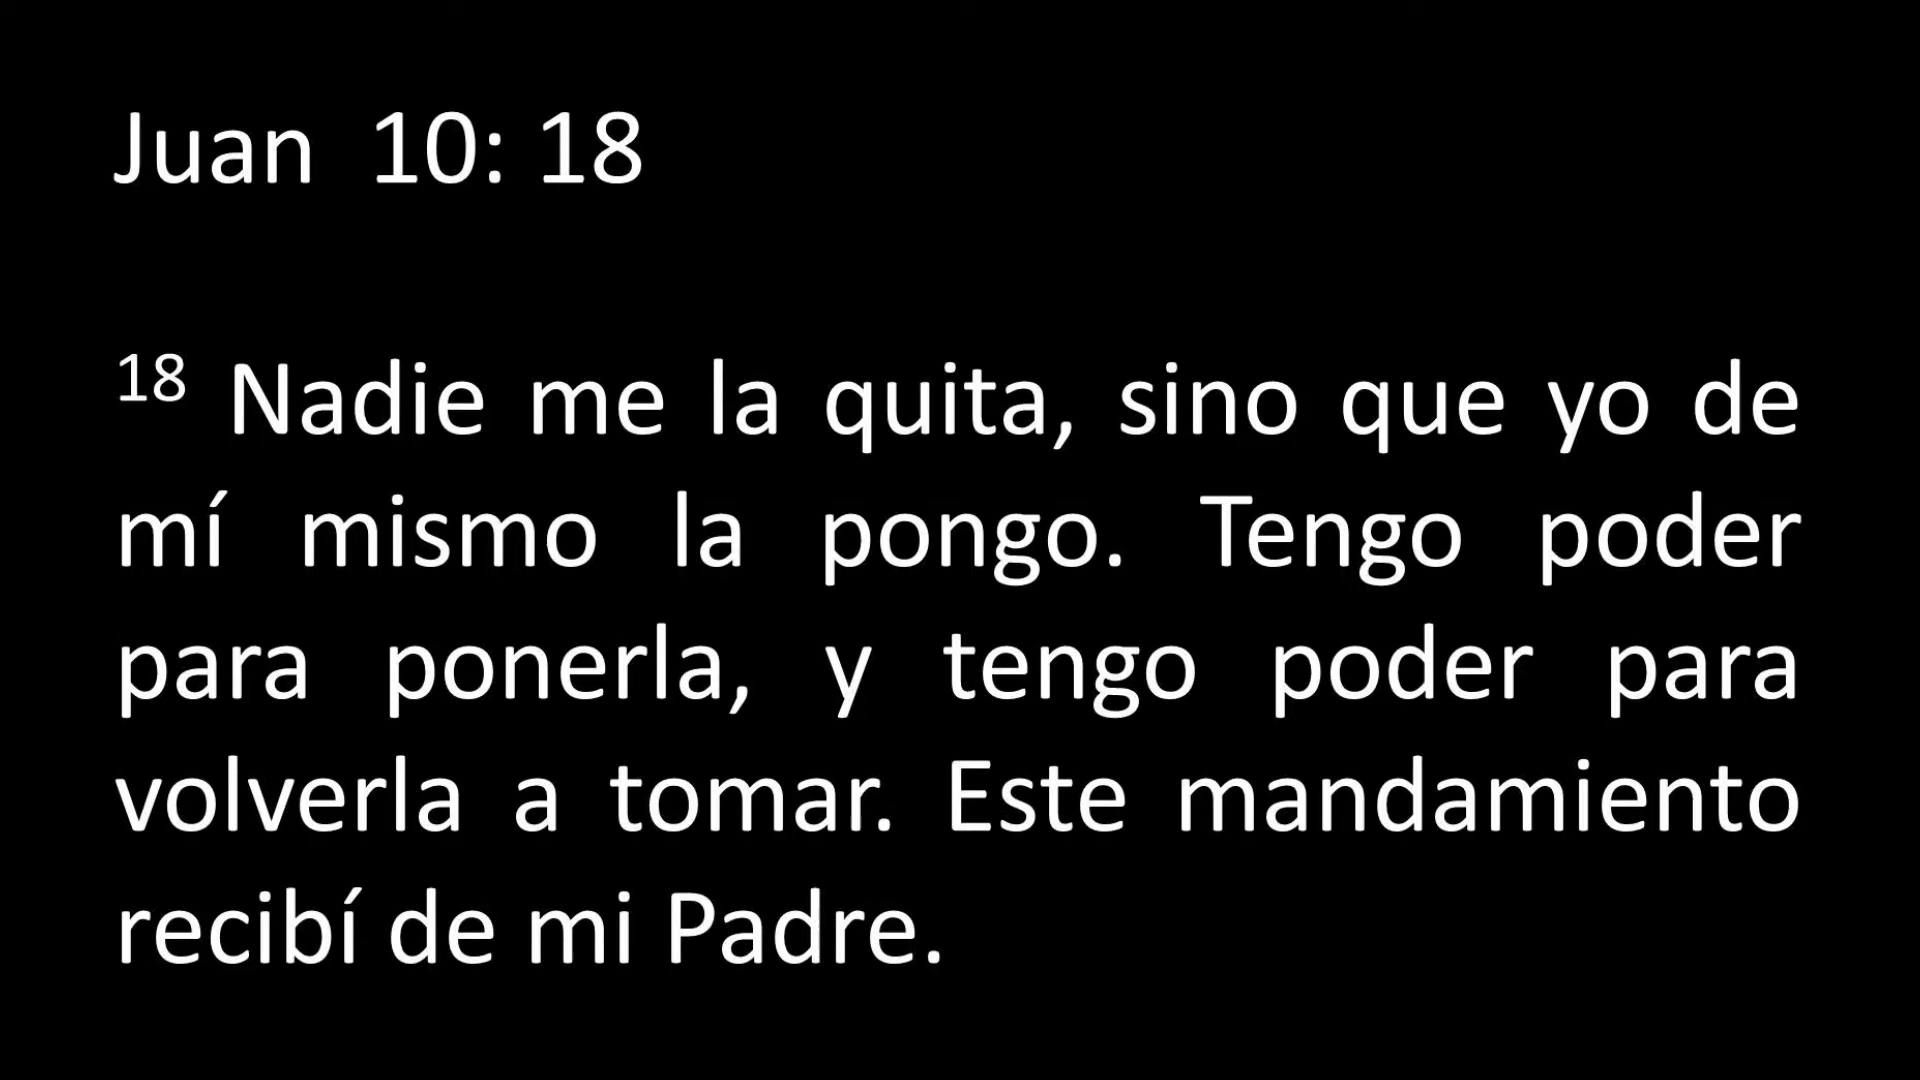 Juan 10: 18
18 Nadie me la quita, sino que yo de
mí mismo la pongo. Tengo poder
para ponerla, y tengo poder para
volverla a tomar. Este mandamiento
recibí de mi Padre.